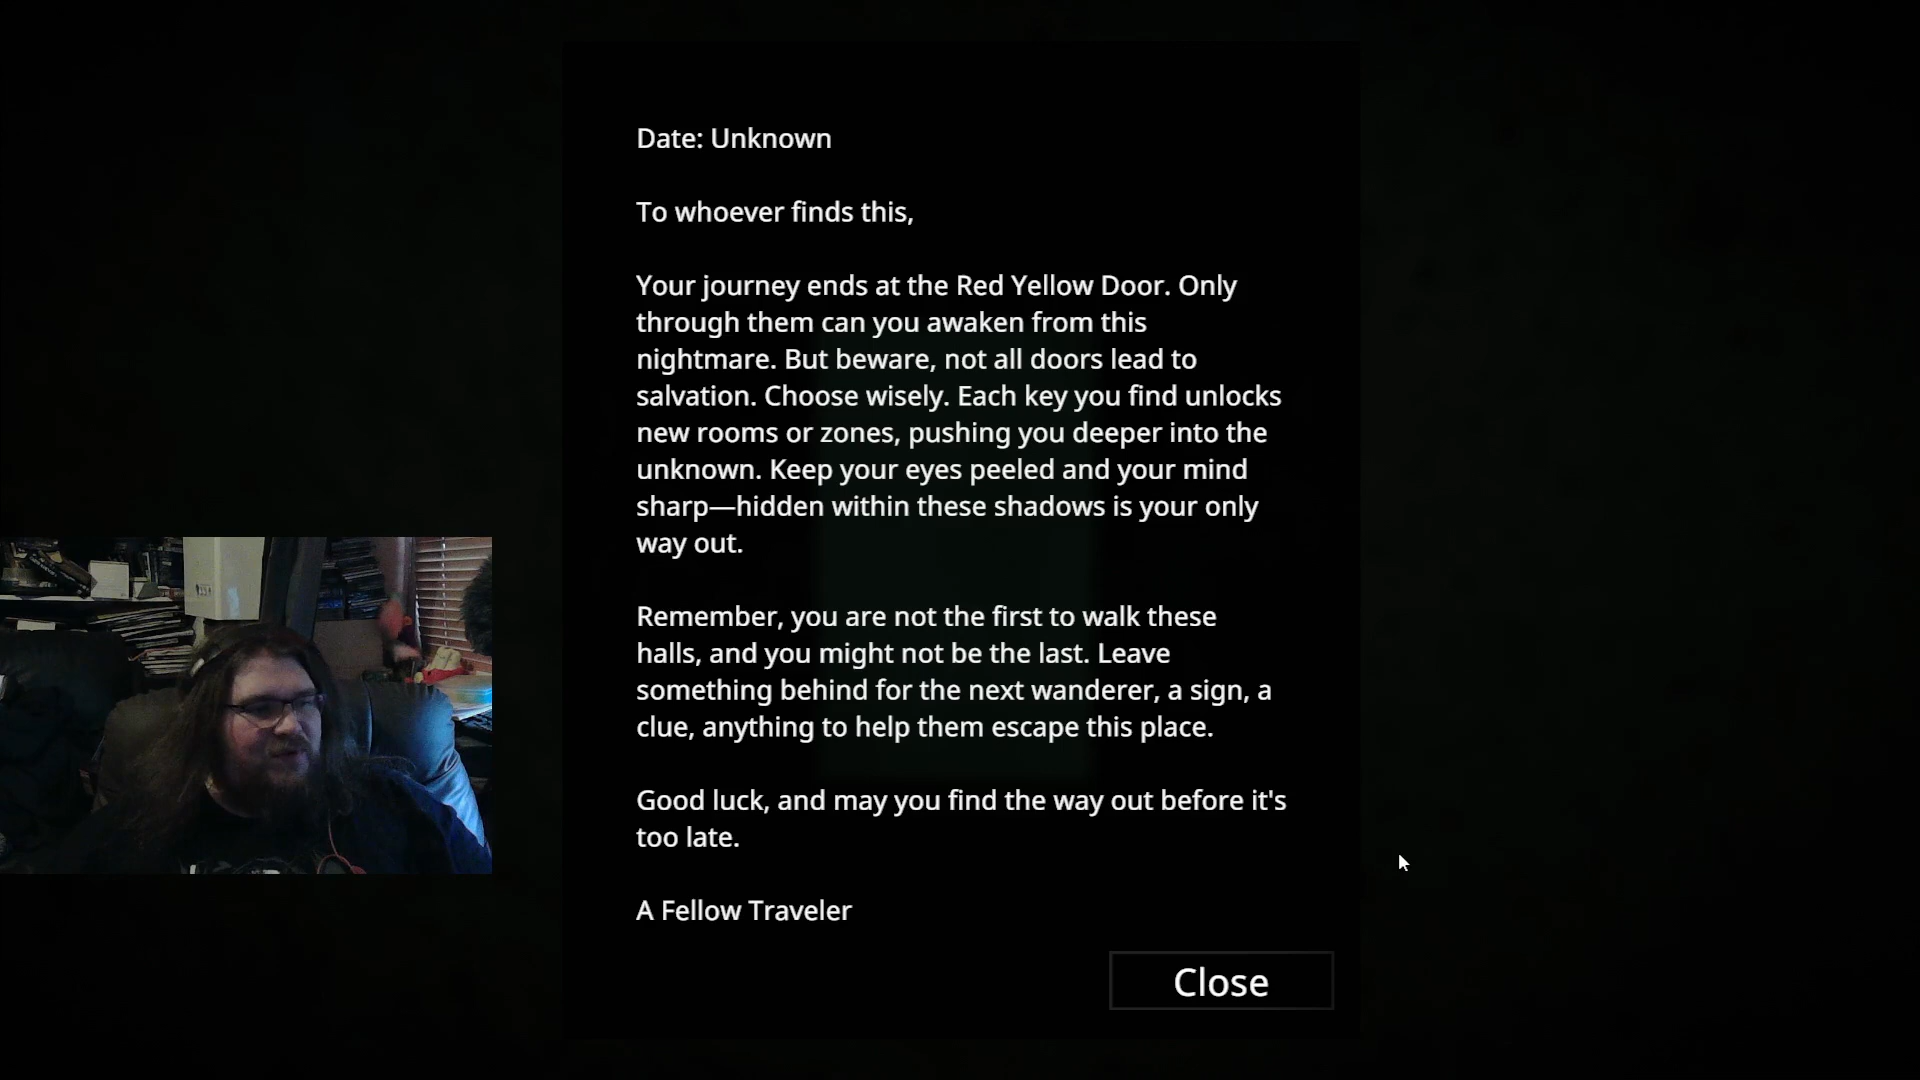 Date: Unknown
To whoever finds this,
Your journey ends at the Red Yellow Door. Only
through them can you awaken from this
nightmare. But beware, not all doors lead to
salvation. Choose wisely. Each key you find unlocks
new rooms or zones, pushing you deeper into the
unknown. Keep your eyes peeled and your mind
sharp—hidden within these shadows is your only
way out.
Remember, you are not the first to walk these
halls, and you might not be the last. Leave
something behind for the next wanderer, a sign, a
clue, anything to help them escape this place.
Good luck, and may you find the way out before it's
too late.
A Fellow Traveler
Close